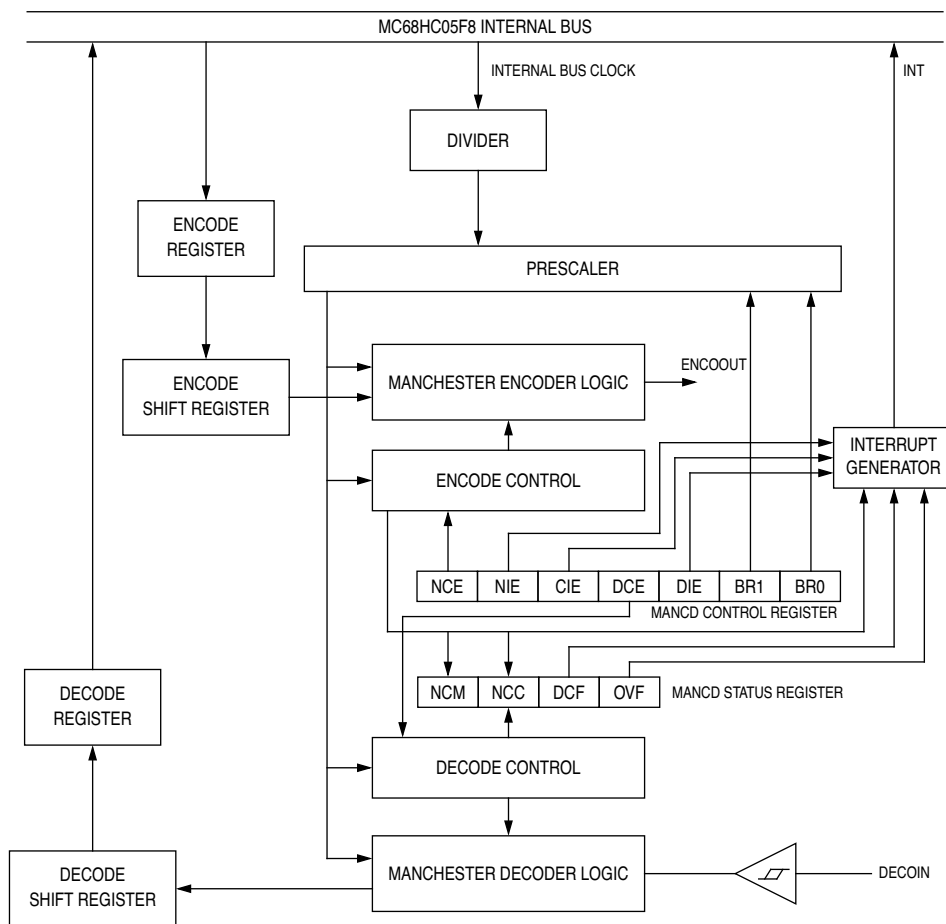 MC68HC05F8 INTERNAL BUS
INTERNAL BUS CLOCK
INT
DIVIDER
ENCODE
REGISTER
PRESCALER
ENCODE
SHIFT REGISTER
MANCHESTER ENCODER LOGIC
ENCOOUT
INTERRUPT
GENERATOR
ENCODE CONTROL
NCE NIE CIE DCE DIE BR1 BR0
MANCD CONTROL REGISTER
NCM NCC DCF OVF
MANCD STATUS REGISTER
DECODE
REGISTER
DECODE CONTROL
DECODE
SHIFT REGISTER
MANCHESTER DECODER LOGIC
DECOIN